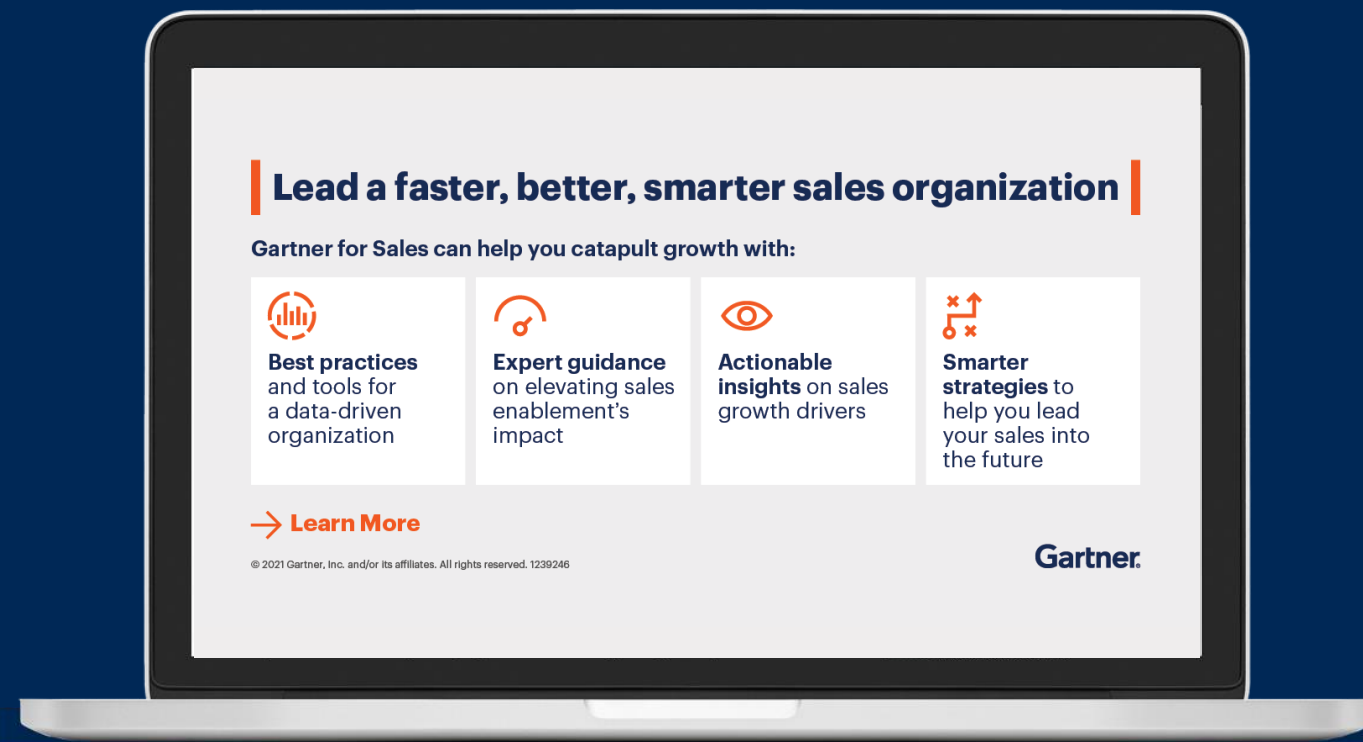 Lead a faster, better, smarter sales organization
Gartner for Sales can help you catapult growth with:
Best practices
and tools for
a data-driven
organization
Expert guidance
on elevating sales
enablement’s
impact
Actionable
insights on sales
growth drivers
Smarter
strategies to
help you lead
your sales into
the future
Learn More
© 2021 Gartner, Inc. and/or its affiliates. All rights reserved. 1239246
Gartner®